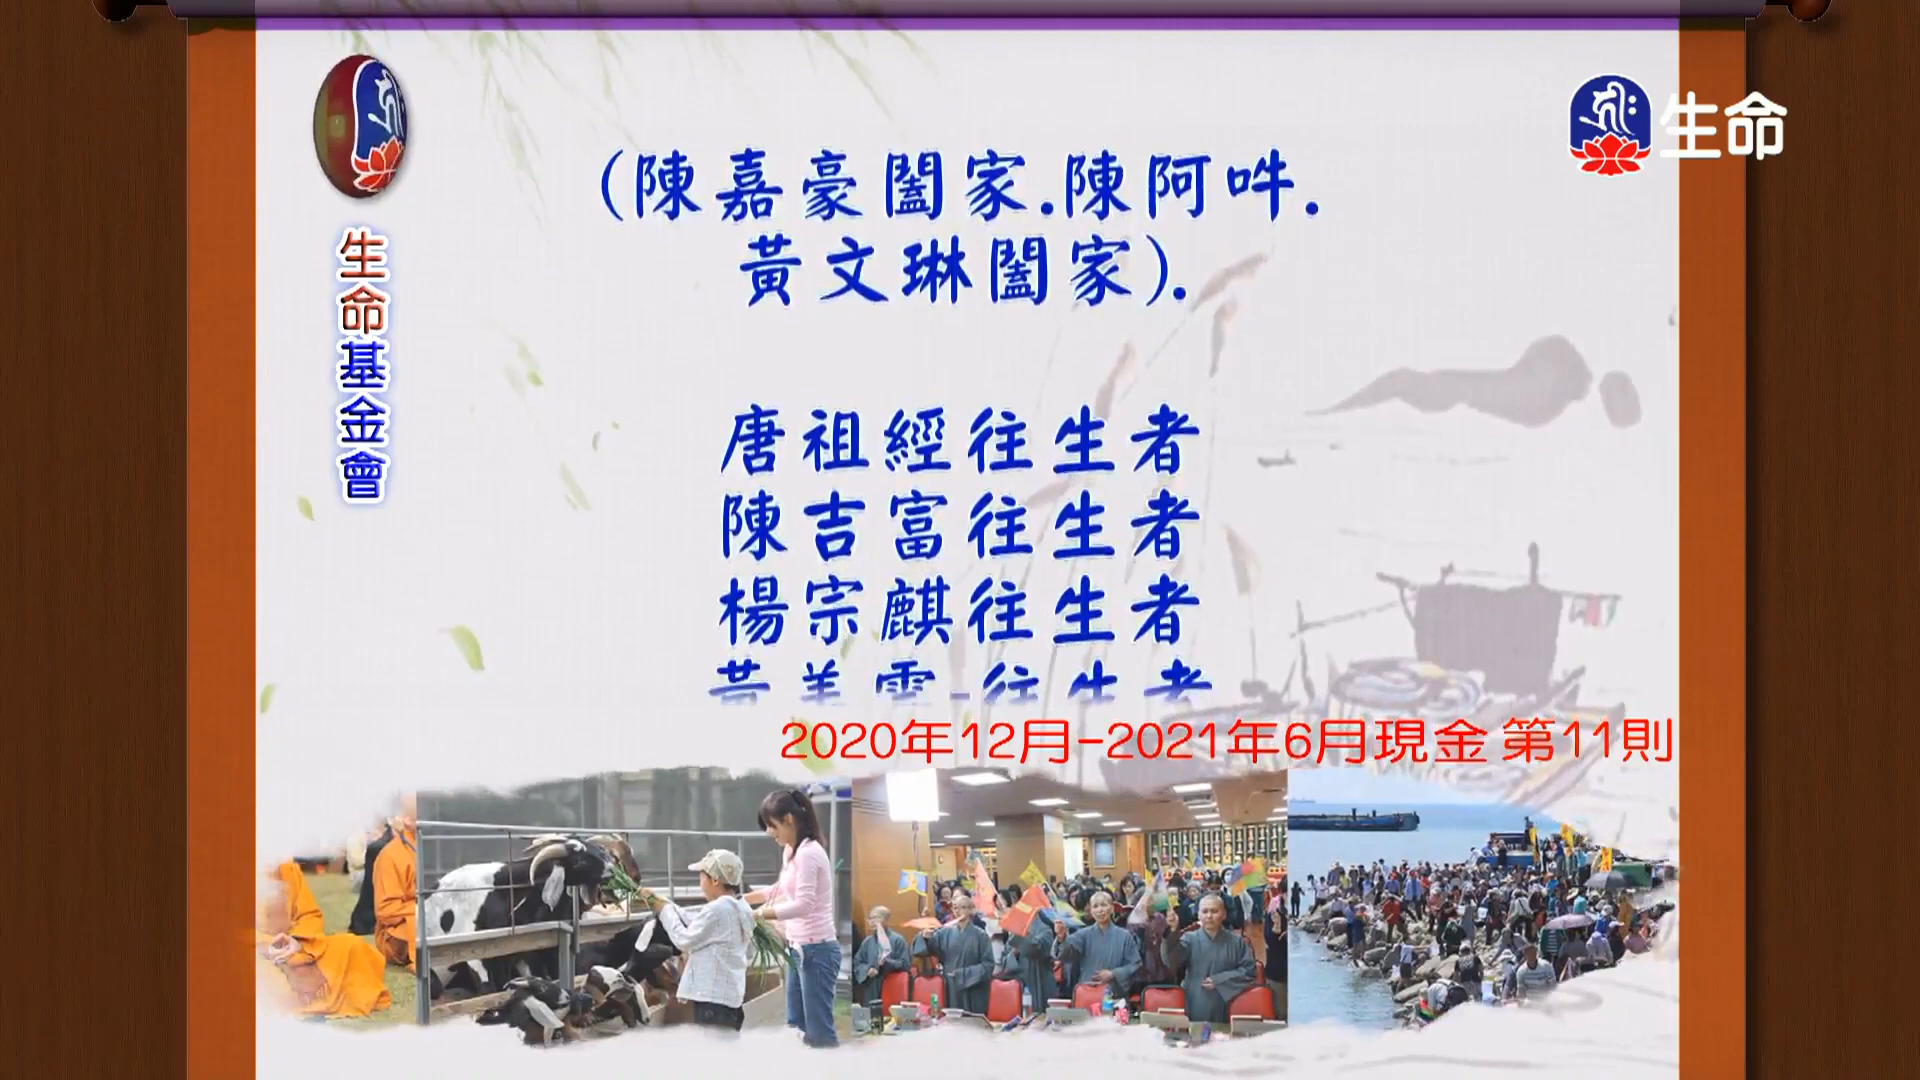 生命
生命基金會
(陳嘉豪闔家.陳阿吽.
黃文琳闔家).
唐祖經往生者
陳吉富往生者
楊宗麒往生者
2020年12月-2021年6月現金 第11則